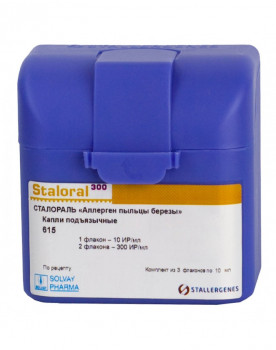 Staloral 300
СТАЛОРАЛЬ «Аллерген пыльцы березы»
Капли подъязычные
615
1 флакон – 10 ИР/мл
2 флакона – 300 ИР/мл
По рецепту
Комплект из 3 флаконов по 10 мл
SOLVAY
PHARMA
STALLERGENES